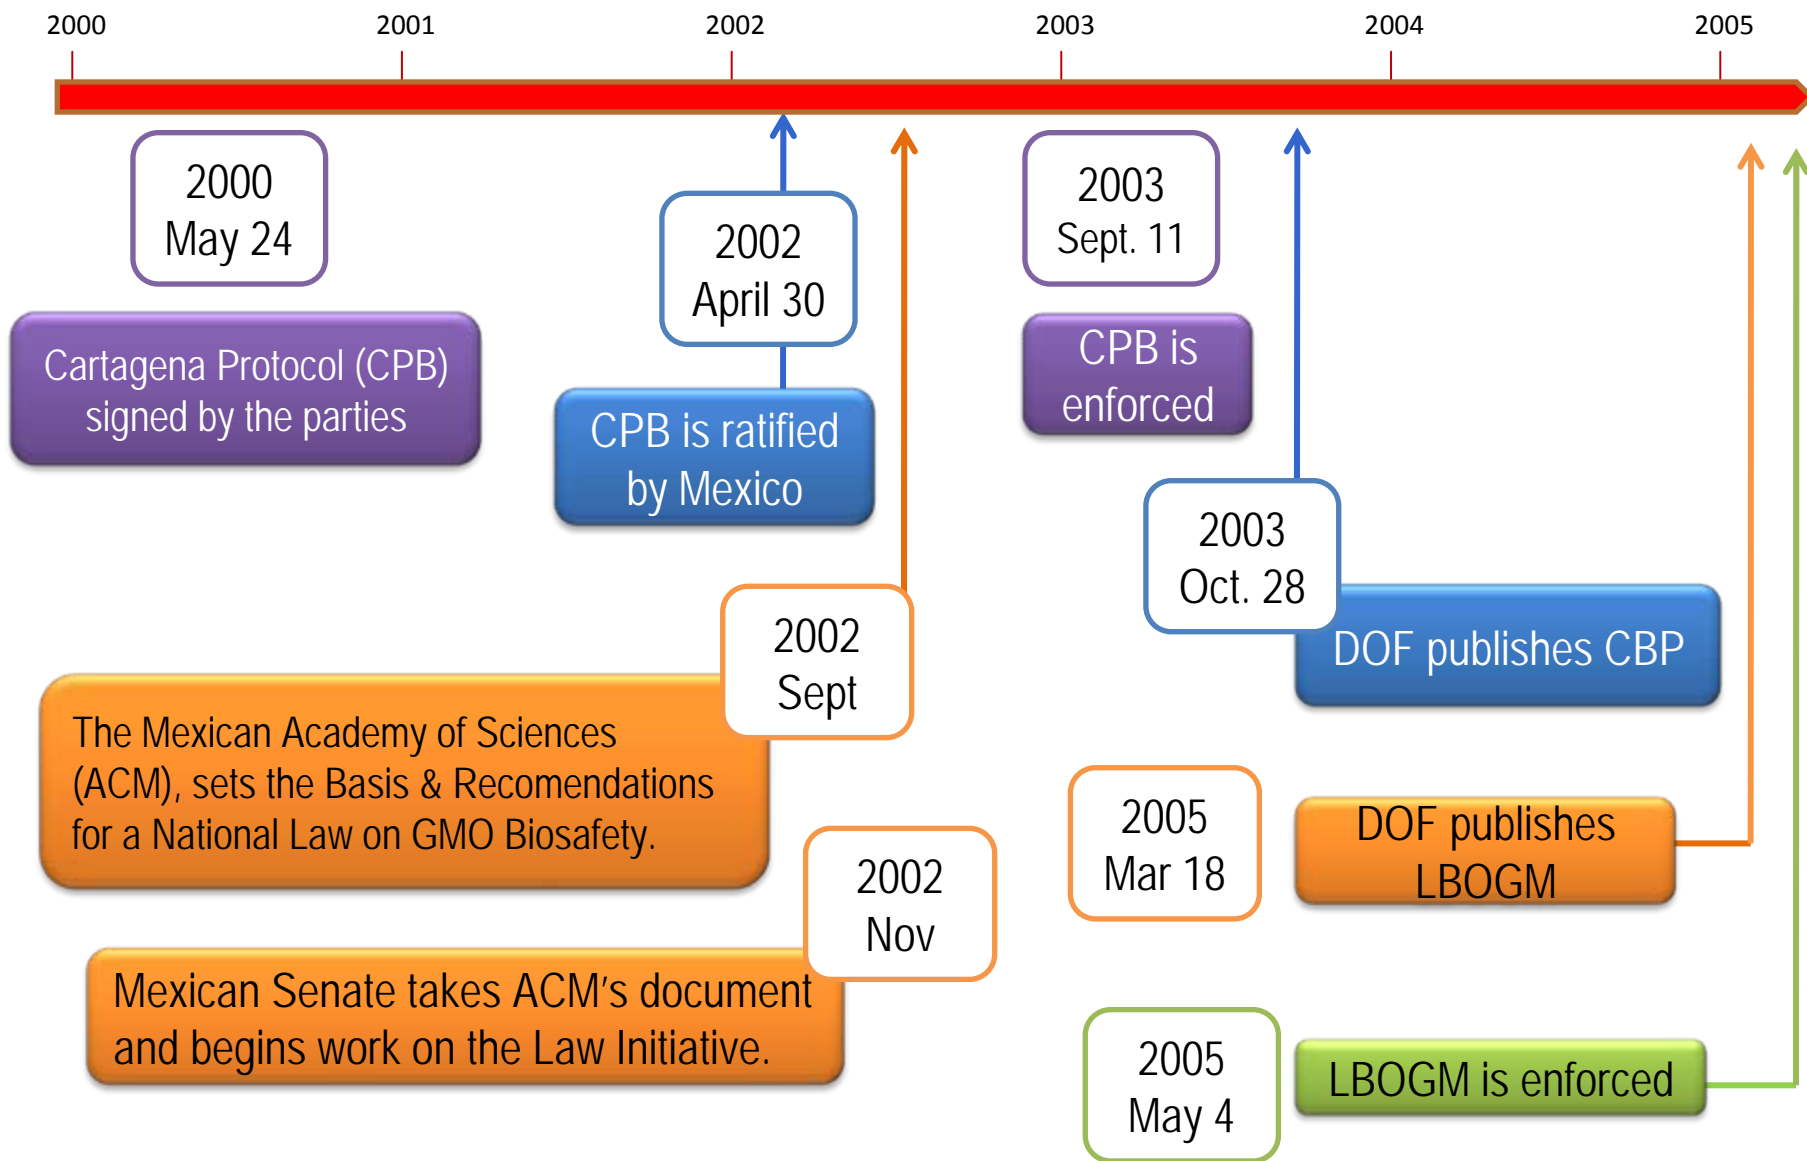 2000
2001
2002
2003
2004
2005
2000
May 24
Cartagena Protocol (CPB)
signed by the parties
2002
April 30
CPB is ratified
by Mexico
2003
Sept. 11
CPB is
enforced
2003
Oct. 28
DOF publishes CBP
2002
Sept
The Mexican Academy of Sciences
(ACM), sets the Basis & Recomendations
for a National Law on GMO Biosafety.
2002
Nov
Mexican Senate takes ACM's document
and begins work on the Law Initiative.
2005
Mar 18
DOF publishes
LBOGM
2005
May 4
LBOGM is enforced